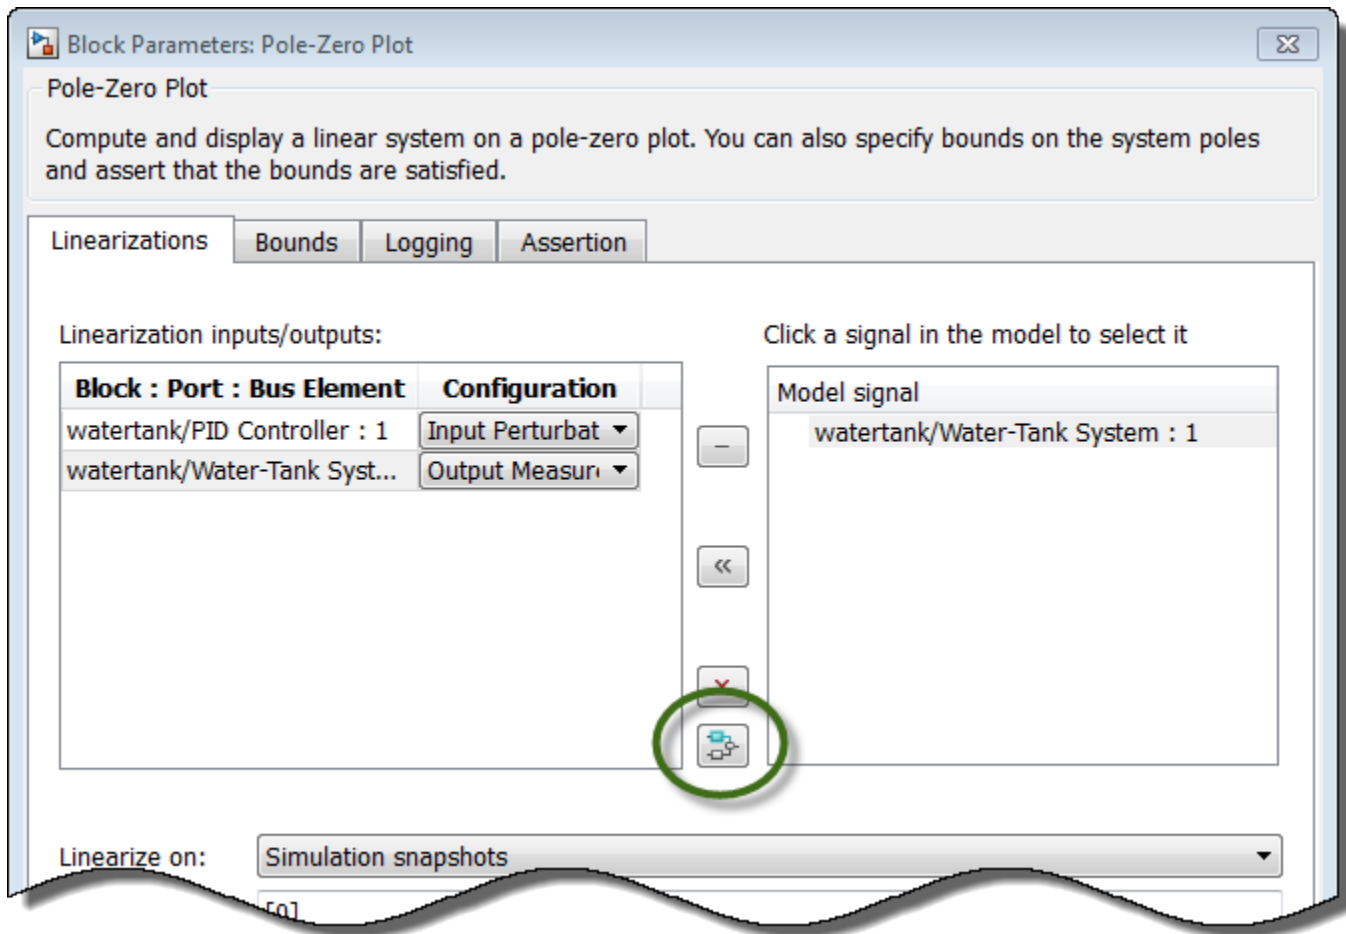 Block Parameters: Pole-Zero Plot
Pole-Zero Plot
Compute and display a linear system on a pole-zero plot. You can also specify bounds on the system poles
and assert that the bounds are satisfied.
Linearizations Bounds Logging Assertion
Linearization inputs/outputs:
Click a signal in the model to select it
Block : Port : Bus Element Configuration
Model signal
watertank/PID Controller : 1 Input Perturbat
watertank/Water-Tank System : 1
watertank/Water-Tank Syst... Output Measur
Linearize on: Simulation snapshots
[0]